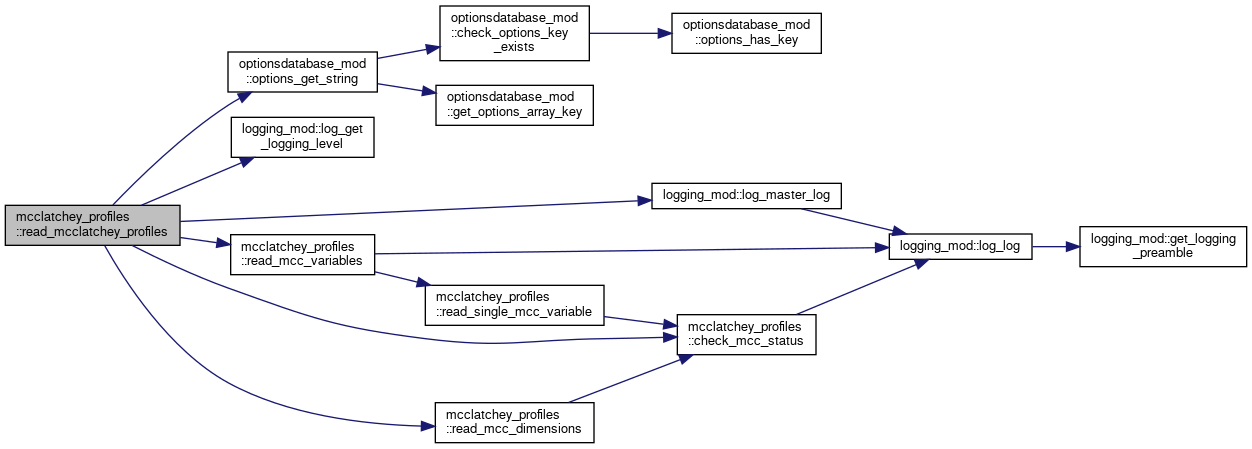 optionsdatabase_mod
::check_options_key
_exists
optionsdatabase_mod
::options_has_key
optionsdatabase_mod
::options_get_string
optionsdatabase_mod
::get_options_array_key
logging_mod::log_get
_logging_level
mcclatchey_profiles
::read_mcclatchey_profiles
logging_mod::log_master_log
mcclatchey_profiles
::read_mcc_variables
logging_mod::log_log
logging_mod::get_logging
_preamble
mcclatchey_profiles
::read_single_mcc_variable
mcclatchey_profiles
::check_mcc_status
mcclatchey_profiles
::read_mcc_dimensions